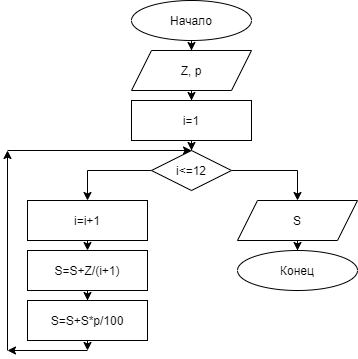 Начало
Z, p
i=1
i<=12
i=i+1
S
S=S+Z/(i+1)
Конец
S=S+S*p/100